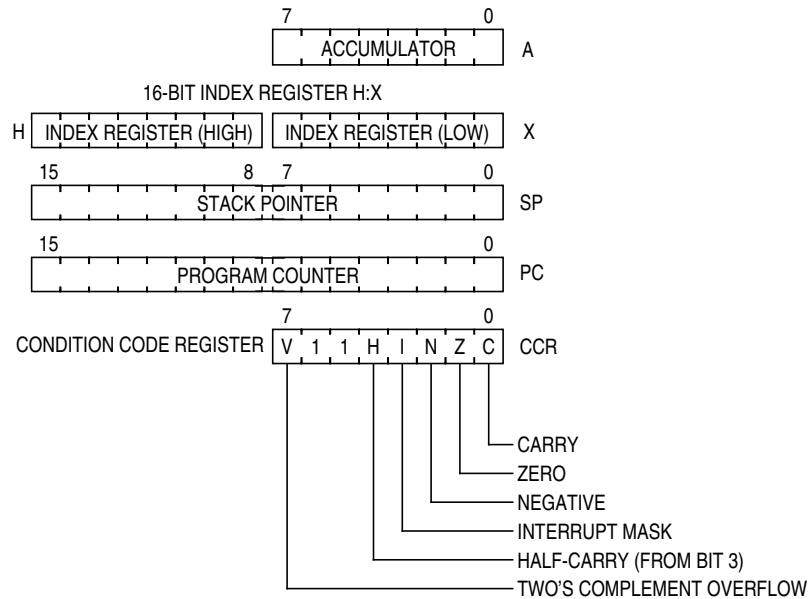 7 0
ACCUMULATOR A
16-BIT INDEX REGISTER H:X
H INDEX REGISTER (HIGH) INDEX REGISTER (LOW) X
15 8 7 0
STACK POINTER SP
15 0
PROGRAM COUNTER PC
7 0
CONDITION CODE REGISTER V 1 1 H I N Z C CCR
CARRY
ZERO
NEGATIVE
INTERRUPT MASK
HALF-CARRY (FROM BIT 3)
TWO'S COMPLEMENT OVERFLOW